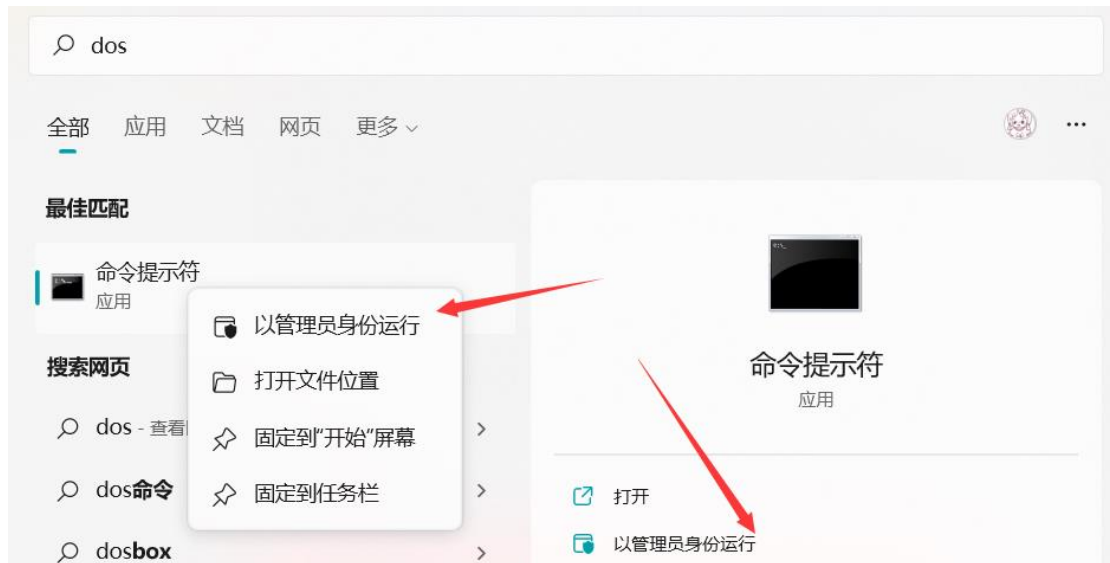 dos
全部 应用 文档 网页 更多
最佳匹配
命令提示符
应用
以管理员身份运行
打开文件位置
固定到“开始”屏幕
固定到任务栏
搜索网页
dos - 查看
dos命令
dosbox
命令提示符
应用
打开
以管理员身份运行